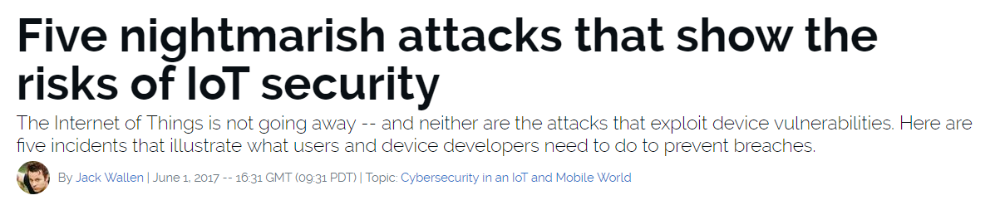 Five nightmarish attacks that show the
risks of IoT security
The Internet of Things is not going away -- and neither are the attacks that exploit device vulnerabilities. Here are
five incidents that illustrate what users and device developers need to do to prevent breaches.
By Jack Wallen | June 1, 2017 -- 16:31 GMT (09:31 PDT) | Topic: Cybersecurity in an IoT and Mobile World